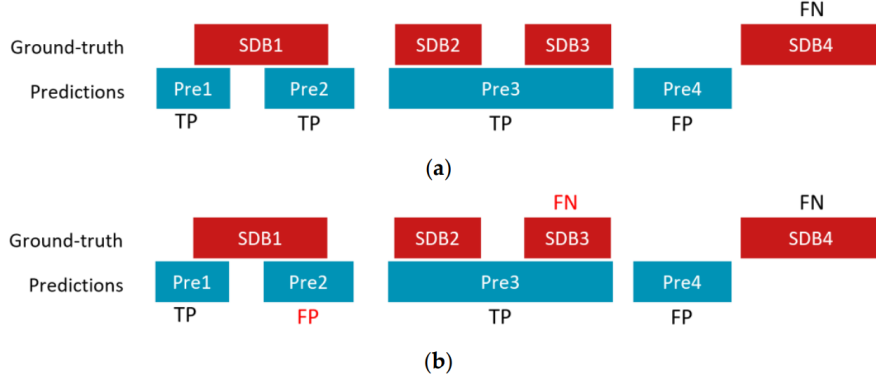 FN
Ground-truth SDB1 SDB2 SDB3 SDB4
Predictions Pre1 Pre2 Pre3 Pre4
TP TP TP FP
(a)
FN FN
Ground-truth SDB1 SDB2 SDB3 SDB4
Predictions Pre1 Pre2 Pre3 Pre4
TP FP TP FP
(b)